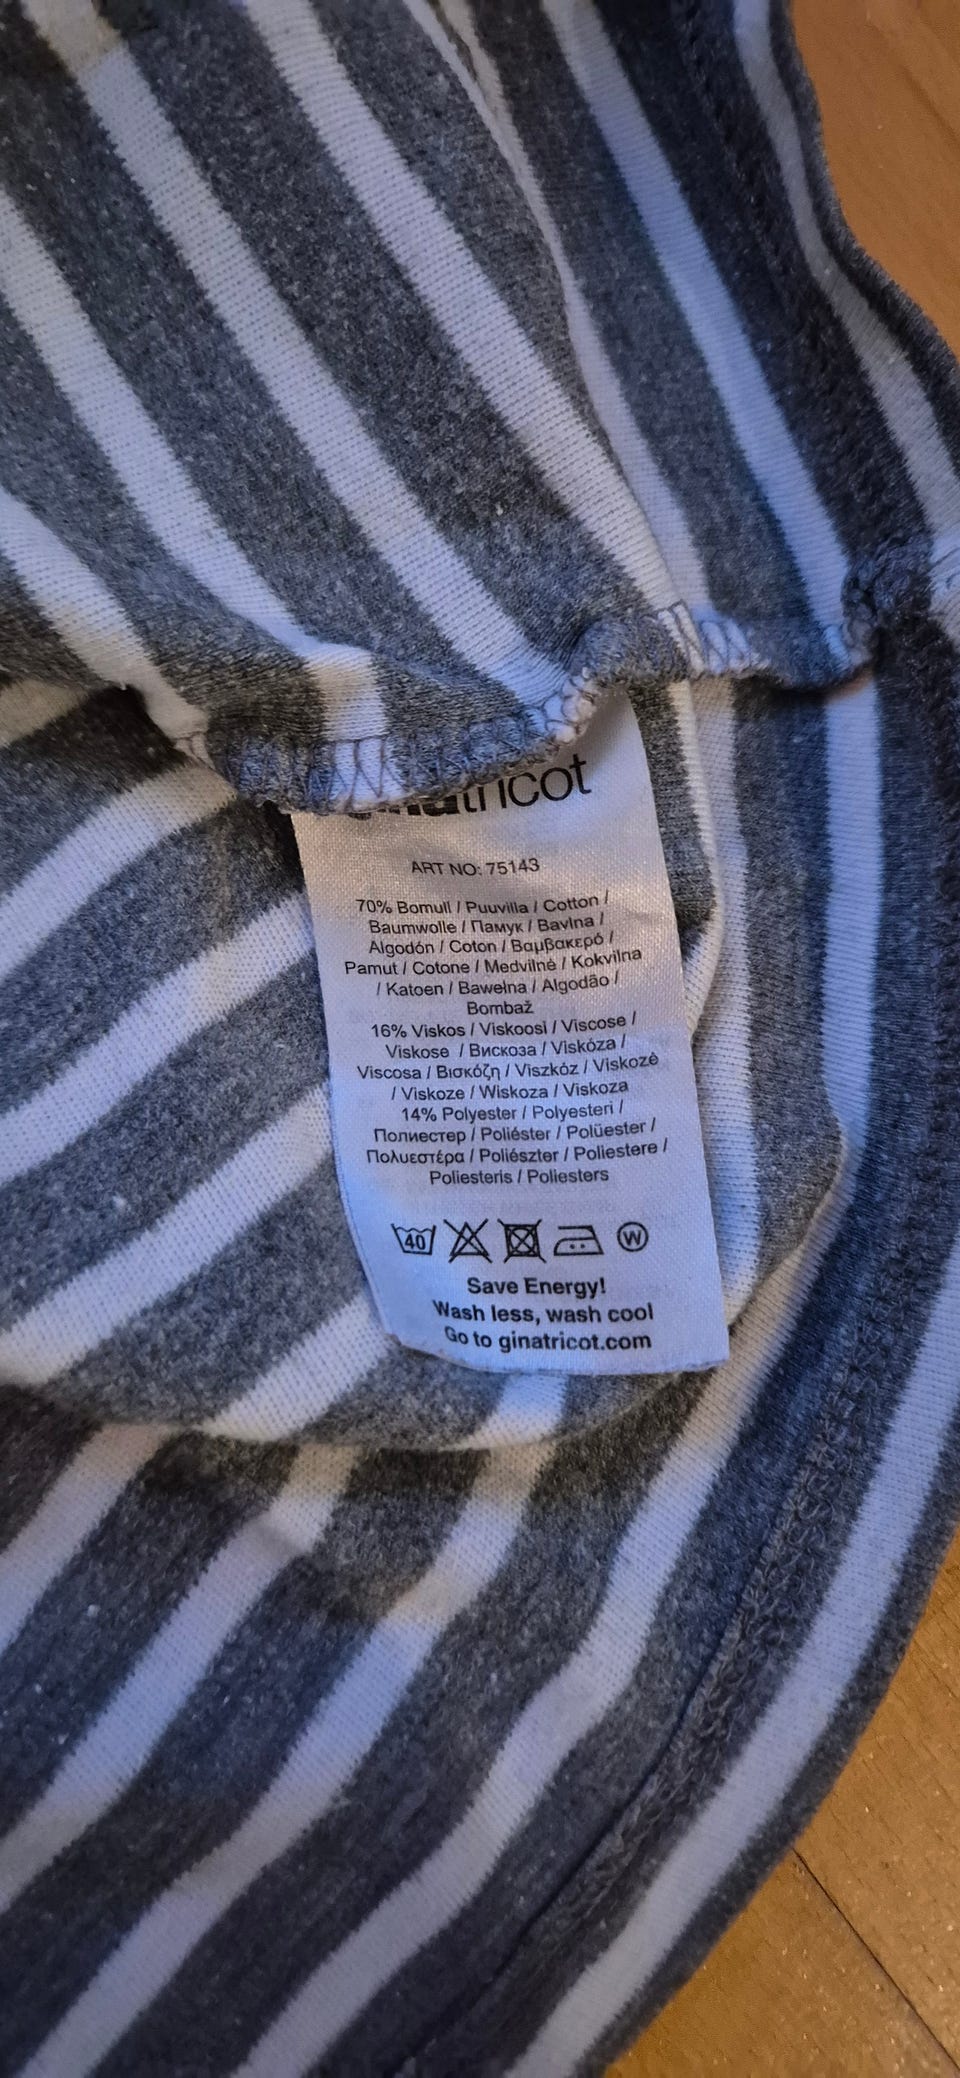 ginatricot
ART NO: 75143
70% Bomull / Puuvilla / Cotton /
Baumwolle / Памук / Bavlna /
Algodón / Coton / Βαμβακερό /
Pamut / Cotone / Medvilnė / Kokvilna
/ Katoen / Bawełna / Algodão /
Bombaž
16% Viskos / Viskoosi / Viscose /
Viskose / Вискоза / Viskóza /
Viscosa / Βισκόζη / Viszkóz / Viskozė
/ Viskoze / Wiskoza / Viskoza
14% Polyester / Polyesteri /
Полиестер / Poliéster / Polüester /
Πολυεστέρα / Poliészter / Poliestere /
Poliesteris / Poliesters
40 W
Save Energy!
Wash less, wash cool
Go to ginatricot.com